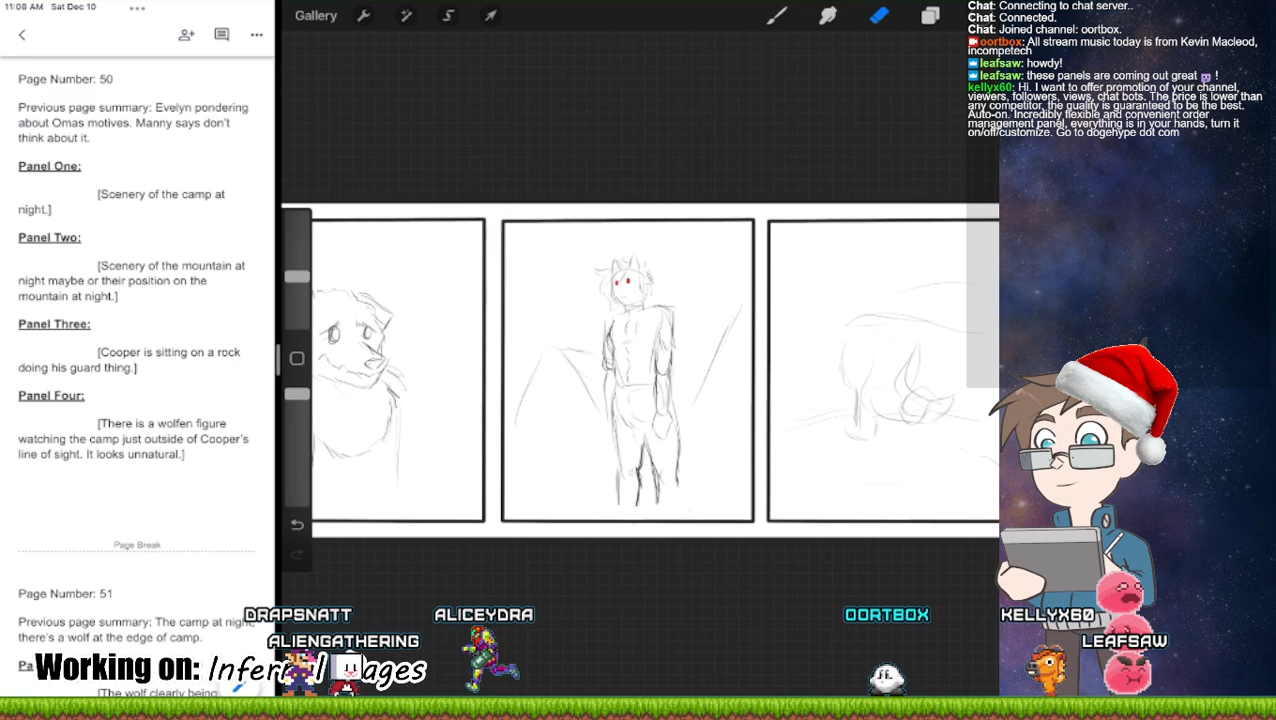 11:08 AM Sat Dec 10
Page Number: 50
Previous page summary: Evelyn pondering
about Omas motives. Manny says don't
think about it.
Panel One:
[Scenery of the camp at
night.]
Panel Two:
[Scenery of the mountain at
night maybe or their position on the
mountain at night.]
Panel Three:
[Cooper is sitting on a rock
doing his guard thing.]
Panel Four:
[There is a wolfen figure
watching the camp just outside of Cooper's
line of sight. It looks unnatural.]
Page Break
Page Number: 51
Previous page summary: The camp at night,
there's a wolf at the edge of camp.
[The wolf clearly being
Gallery
Chat: Connecting to chat server..
Chat: Connected.
Chat: Joined channel: oortbox.
oortbox: All stream music today is from Kevin Macleod,
incompetech
leafsaw: howdy!
leafsaw: these panels are coming out great !
kellyx60: Hi. I want to offer promotion of your channel,
viewers, followers, views, chat bots. The price is lower than
any competitor, the quality is guaranteed to be the best.
Auto-on. Incredibly flexible and convenient order
management panel, everything is in your hands, turn it
on/off/customize. Go to dogehype dot com
DRAPSNATT
ALICEYDRA
OORTBOX
KELLYX60
ALIENGATHERING
LEAFSAW
Working on: